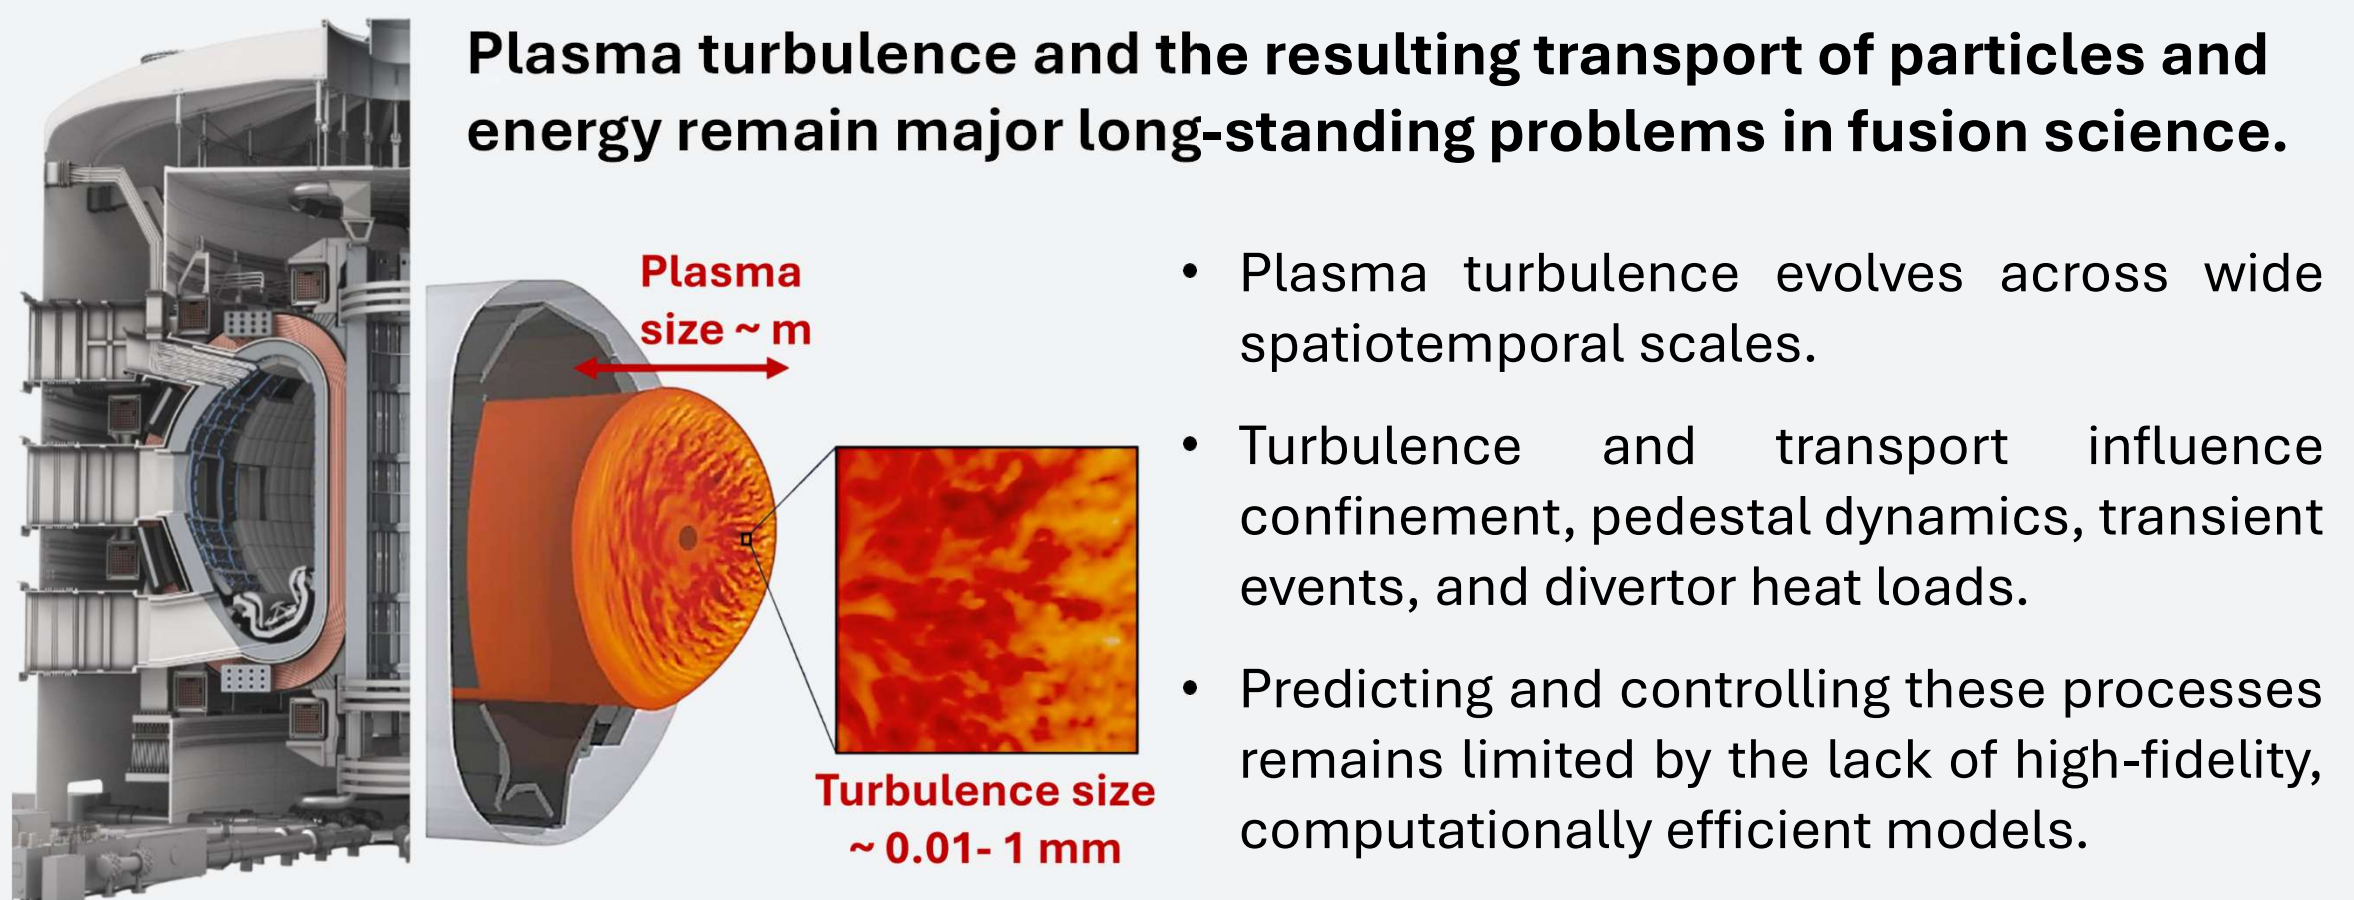 Plasma turbulence and the resulting transport of particles and
energy remain major long-standing problems in fusion science.
Plasma
size ~ m
Turbulence size
~ 0.01- 1 mm
• Plasma turbulence evolves across wide
spatiotemporal scales.
• Turbulence and transport influence
confinement, pedestal dynamics, transient
events, and divertor heat loads.
• Predicting and controlling these processes
remains limited by the lack of high-fidelity,
computationally efficient models.